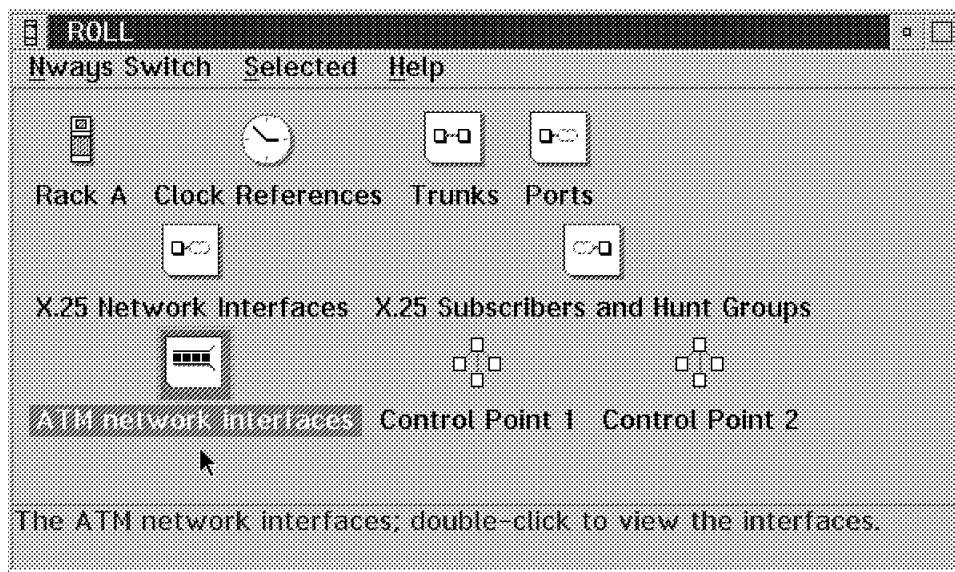 ROLL
Nways Switch Selected Help
Rack A Clock References Trunks Ports
X.25 Network Interfaces X.25 Subscribers and Hunt Groups
ATM network interfaces Control Point 1 Control Point 2
The ATM network interfaces; double-click to view the interfaces.